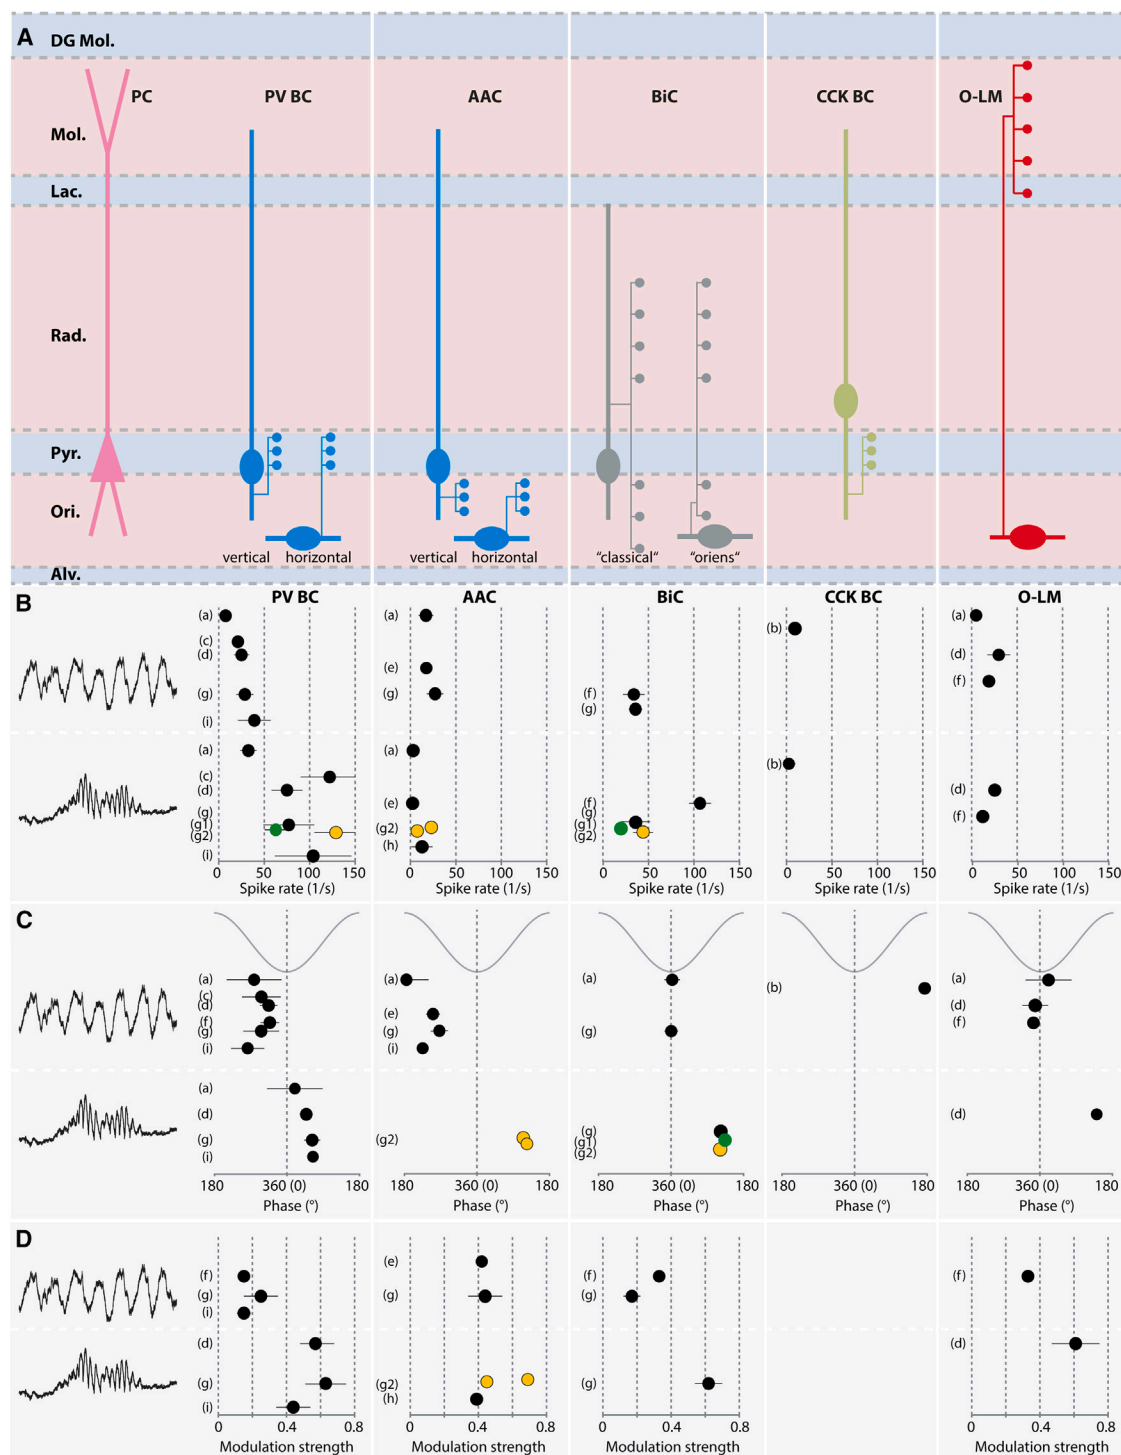 A
DG Mol.
PC
PV BC
AAC
BiC
CCK BC
O-LM
Mol.
Lac.
Rad.
Pyr.
Ori.
vertical horizontal
vertical horizontal
"classical" "oriens"
Alv.
B
PV BC
AAC
BiC
CCK BC
O-LM
(a)
(c)
(d)
(g)
(i)
(a)
(c)
(d)
(g)
(g1)
(g2)
(i)
0 50 100 150
Spike rate (1/s)
(a)
(e)
(g)
(a)
(e)
(g2)
(h)
0 50 100 150
Spike rate (1/s)
(f)
(g)
(f)
(g)
(g1)
(g2)
0 50 100 150
Spike rate (1/s)
(b)
(b)
0 50 100 150
Spike rate (1/s)
(a)
(d)
(f)
(d)
(f)
0 50 100 150
Spike rate (1/s)
C
(a)
(c)
(d)
(f)
(g)
(i)
(a)
(d)
(g)
(i)
180 360 (0) 180
Phase (°)
(a)
(e)
(g)
(i)
(g2)
180 360 (0) 180
Phase (°)
(a)
(g)
(g)
(g1)
(g2)
180 360 (0) 180
Phase (°)
(b)
180 360 (0) 180
Phase (°)
(a)
(d)
(f)
(d)
180 360 (0) 180
Phase (°)
D
(f)
(g)
(i)
(d)
(g)
(i)
0 0.4 0.8
Modulation strength
(e)
(g)
(g2)
(h)
0 0.4 0.8
Modulation strength
(f)
(g)
(g)
0 0.4 0.8
Modulation strength
(f)
(d)
0 0.4 0.8
Modulation strength